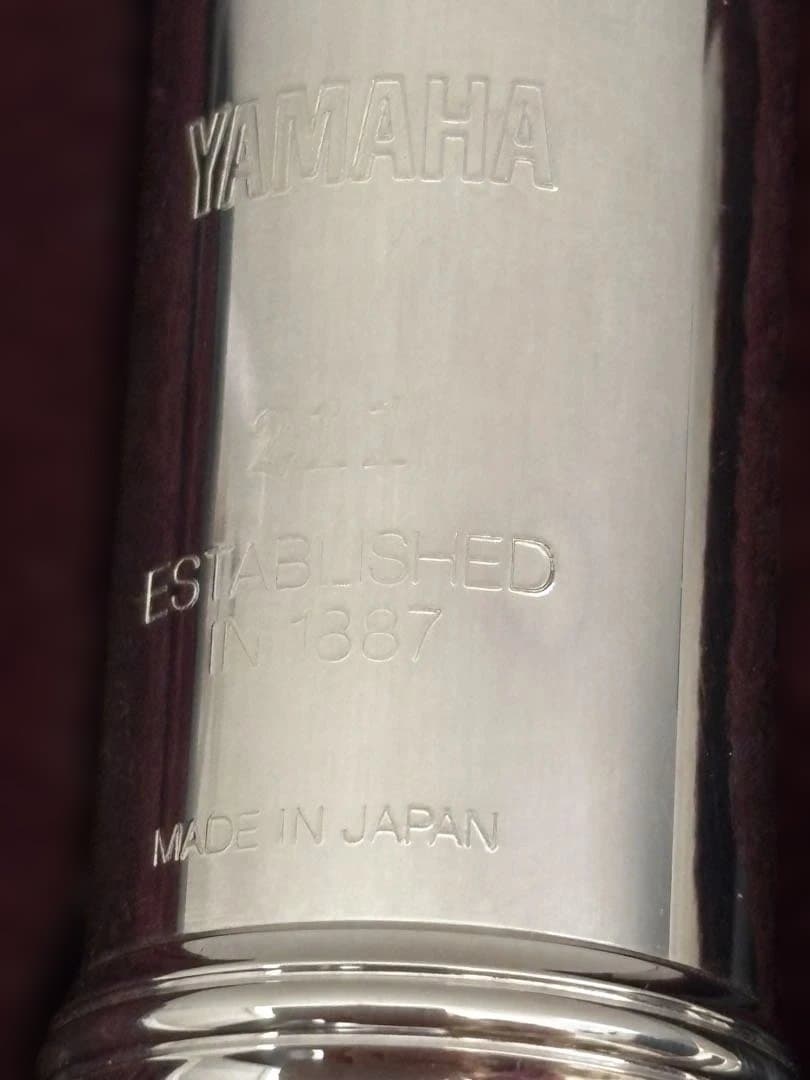 YAMAHA
211
ESTABLISHED
IN 1887
MADE IN JAPAN